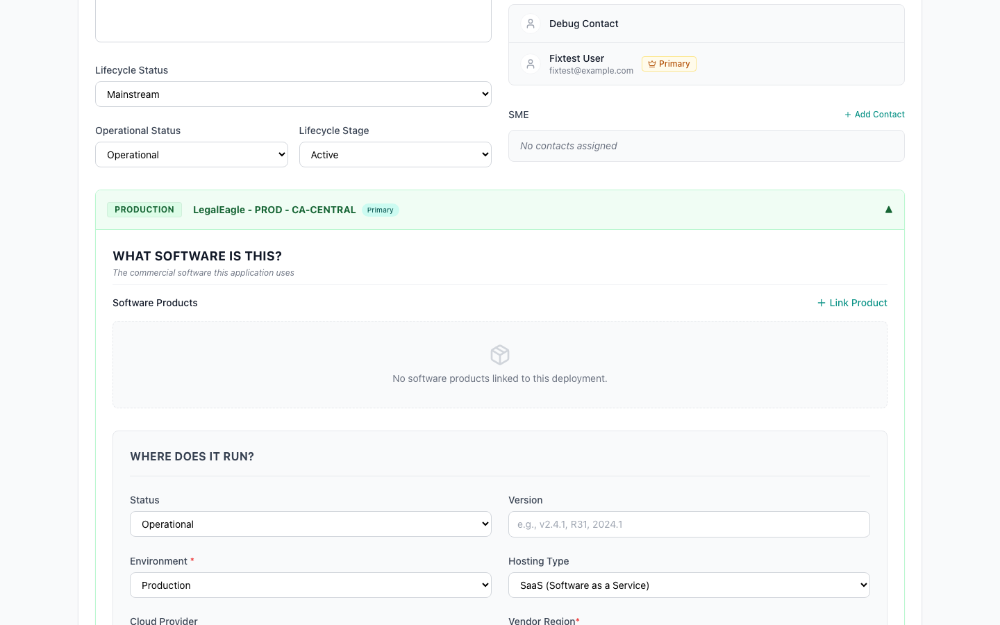 Debug Contact
Fixtest User
fixtest@example.com
Primary
Lifecycle Status
Mainstream
SME
+ Add Contact
Operational Status
Lifecycle Stage
Operational
Active
No contacts assigned
PRODUCTION
LegalEagle - PROD - CA-CENTRAL
Primary
▲
WHAT SOFTWARE IS THIS?
The commercial software this application uses
Software Products
+ Link Product
No software products linked to this deployment.
WHERE DOES IT RUN?
Status
Version
Operational
e.g., v2.4.1, R31, 2024.1
Environment *
Hosting Type
Production
SaaS (Software as a Service)
Cloud Provider
Vendor Region*